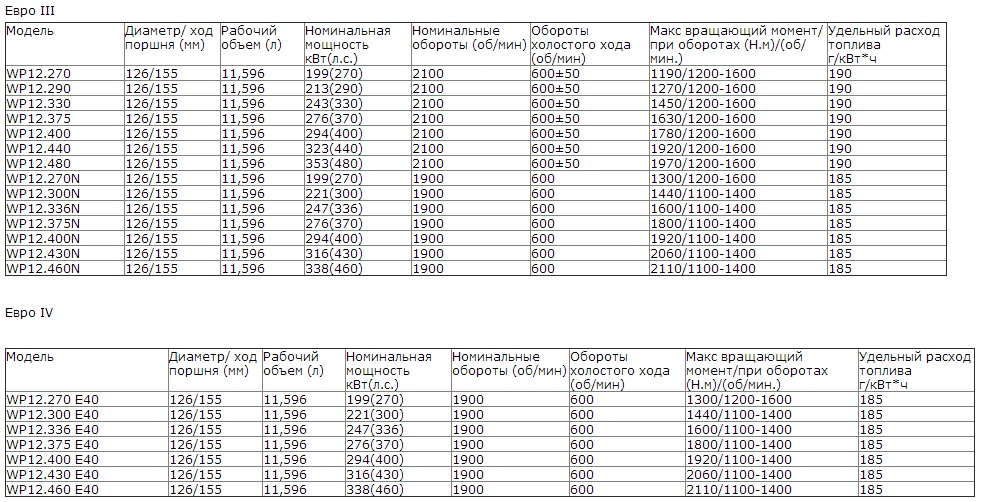 Евро III
Модель Диаметр/ ход Рабочий Номинальная Номинальные Обороты Макс вращающий момент/ Удельный расход
поршня (мм) объем (л) мощность обороты (об/мин) холостого хода при оборотах (Н.м)/(об/ топлива
кВт(л.с.) (об/мин) мин.) г/кВт*ч
WP12.270 126/155 11,596 199(270) 2100 600±50 1190/1200-1600 190
WP12.290 126/155 11,596 213(290) 2100 600±50 1270/1200-1600 190
WP12.330 126/155 11,596 243(330) 2100 600±50 1450/1200-1600 190
WP12.375 126/155 11,596 276(370) 2100 600±50 1630/1200-1600 190
WP12.400 126/155 11,596 294(400) 2100 600±50 1780/1200-1600 190
WP12.440 126/155 11,596 323(440) 2100 600±50 1920/1200-1600 190
WP12.480 126/155 11,596 353(480) 2100 600±50 1970/1200-1600 190
WP12.270N 126/155 11,596 199(270) 1900 600 1300/1200-1600 185
WP12.300N 126/155 11,596 221(300) 1900 600 1440/1100-1400 185
WP12.336N 126/155 11,596 247(336) 1900 600 1600/1100-1400 185
WP12.375N 126/155 11,596 276(370) 1900 600 1800/1100-1400 185
WP12.400N 126/155 11,596 294(400) 1900 600 1920/1100-1400 185
WP12.430N 126/155 11,596 316(430) 1900 600 2060/1100-1400 185
WP12.460N 126/155 11,596 338(460) 1900 600 2110/1100-1400 185
Евро IV
Модель Диаметр/ ход Рабочий Номинальная Номинальные Обороты Макс вращающий Удельный расход
поршня (мм) объем (л) мощность обороты (об/мин) холостого хода момент/при оборотах топлива
кВт(л.с.) (об/мин) (Н.м)/(об/мин.) г/кВт*ч
WP12.270 E40 126/155 11,596 199(270) 1900 600 1300/1200-1600 185
WP12.300 E40 126/155 11,596 221(300) 1900 600 1440/1100-1400 185
WP12.336 E40 126/155 11,596 247(336) 1900 600 1600/1100-1400 185
WP12.375 E40 126/155 11,596 276(370) 1900 600 1800/1100-1400 185
WP12.400 E40 126/155 11,596 294(400) 1900 600 1920/1100-1400 185
WP12.430 E40 126/155 11,596 316(430) 1900 600 2060/1100-1400 185
WP12.460 E40 126/155 11,596 338(460) 1900 600 2110/1100-1400 185